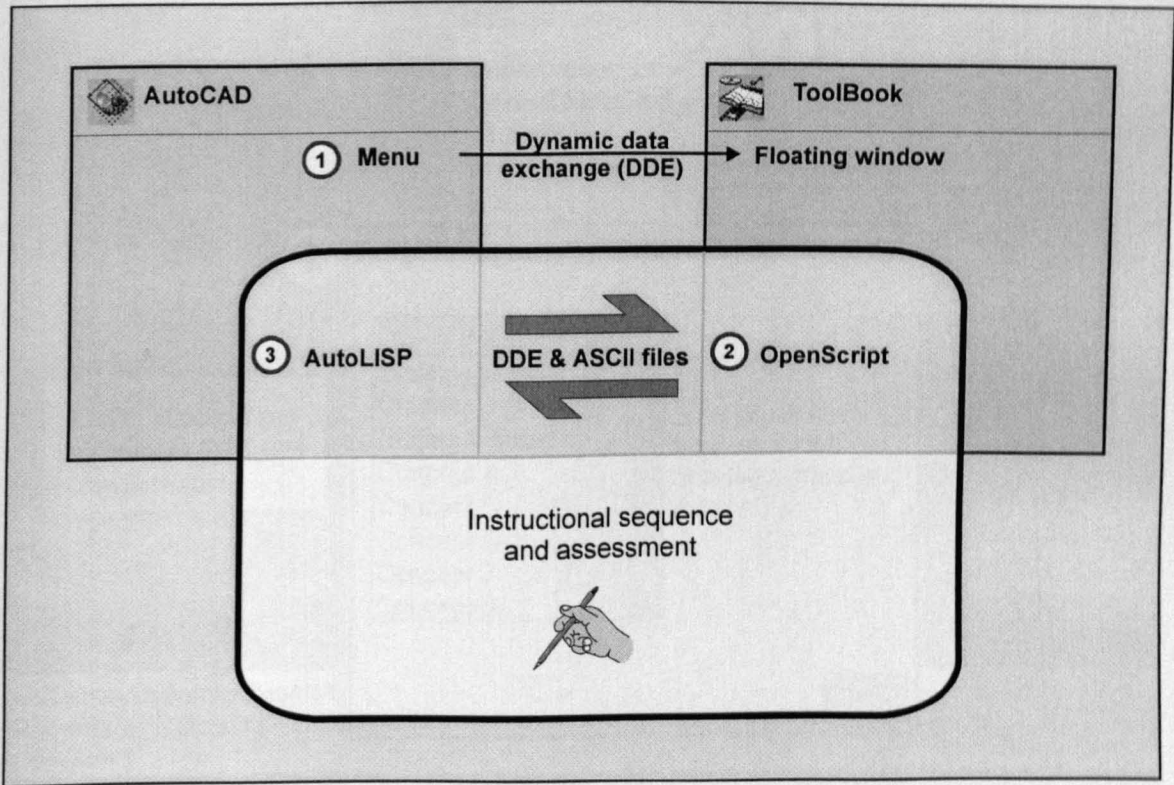 AutoCAD
ToolBook
1 Menu
Dynamic data
exchange (DDE)
Floating window
3 AutoLISP
DDE & ASCII files
2 OpenScript
Instructional sequence
and assessment